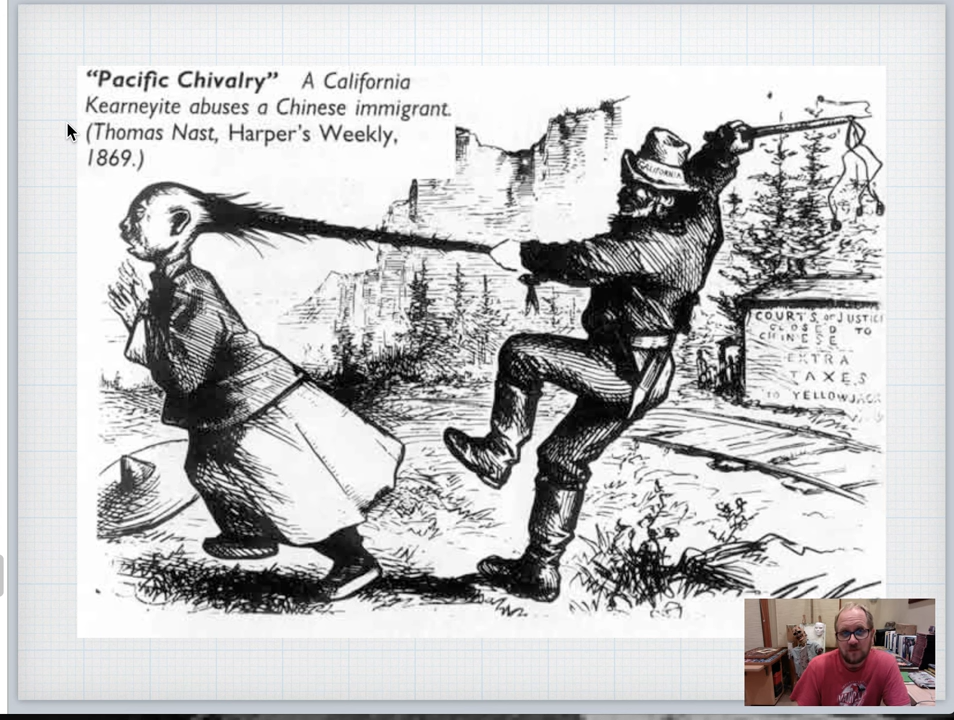 “Pacific Chivalry” A California
Kearneyite abuses a Chinese immigrant.
(Thomas Nast, Harper's Weekly,
1869.)
CALIFORNIA
COURTS of JUSTICE
CLOSED TO
CHINESE
EXTRA
TAXES
TO YELLOWJACK